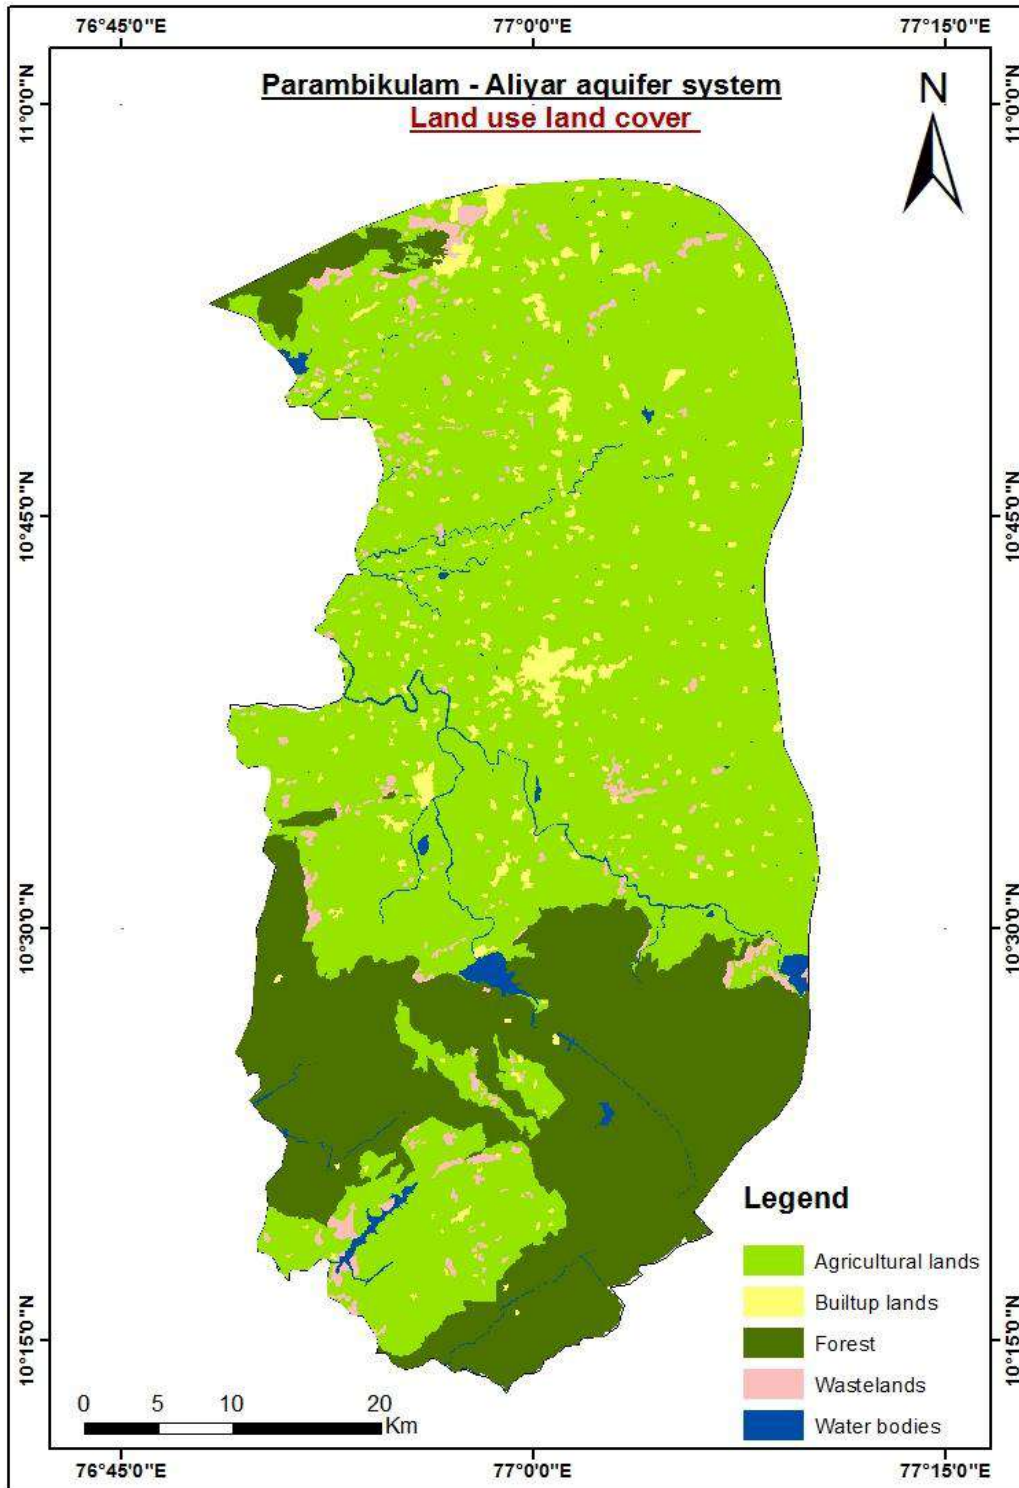 76°45'0"E 77°0'0"E 77°15'0"E
Parambikulam - Aliyar aquifer system
Land use land cover
N
11°0'0"N 11°0'0"N
10°45'0"N 10°45'0"N
10°30'0"N 10°30'0"N
Legend
Agricultural lands
Builtup lands
10°15'0"N 10°15'0"N
Forest
Wastelands
0 5 10 20
Km
Water bodies
76°45'0"E 77°0'0"E 77°15'0"E